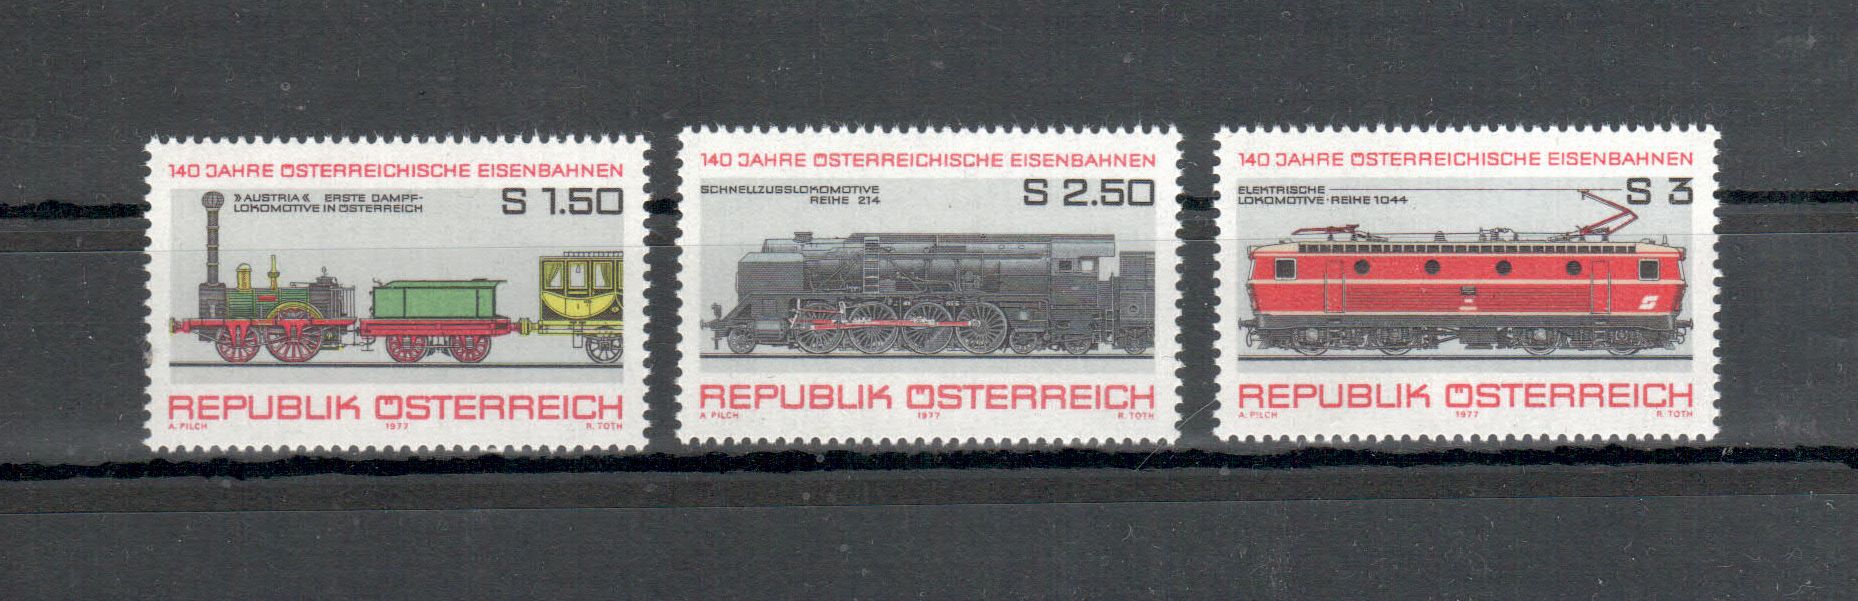 140 JAHRE ÖSTERREICHISCHE EISENBAHNEN
»AUSTRIA« ERSTE DAMPF-
LOKOMOTIVE IN ÖSTERREICH
S 1.50
REPUBLIK ÖSTERREICH
A. PILCH 1977 R. TOTH
140 JAHRE ÖSTERREICHISCHE EISENBAHNEN
SCHNELLZUGSLOKOMOTIVE
REIHE 214
S 2.50
REPUBLIK ÖSTERREICH
A. PILCH 1977 R. TOTH
140 JAHRE ÖSTERREICHISCHE EISENBAHNEN
ELEKTRISCHE
LOKOMOTIVE·REIHE 1044
S 3
REPUBLIK ÖSTERREICH
A. PILCH 1977 R. TOTH